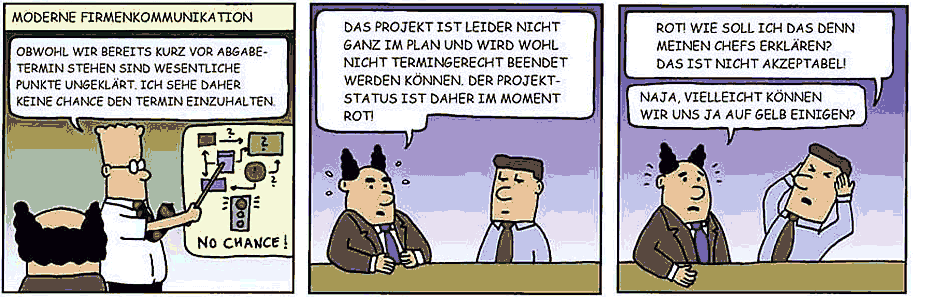 MODERNE FIRMENKOMMUNIKATION
OBWOHL WIR BEREITS KURZ VOR ABGABE-
TERMIN STEHEN SIND WESENTLICHE
PUNKTE UNGEKLÄRT. ICH SEHE DAHER
KEINE CHANCE DEN TERMIN EINZUHALTEN.
?
?
?
NO CHANCE!
DAS PROJEKT IST LEIDER NICHT
GANZ IM PLAN UND WIRD WOHL
NICHT TERMINGERECHT BEENDET
WERDEN KÖNNEN. DER PROJEKT-
STATUS IST DAHER IM MOMENT
ROT!
ROT! WIE SOLL ICH DAS DENN
MEINEN CHEFS ERKLÄREN?
DAS IST NICHT AKZEPTABEL!
NAJA, VIELLEICHT KÖNNEN
WIR UNS JA AUF GELB EINIGEN?